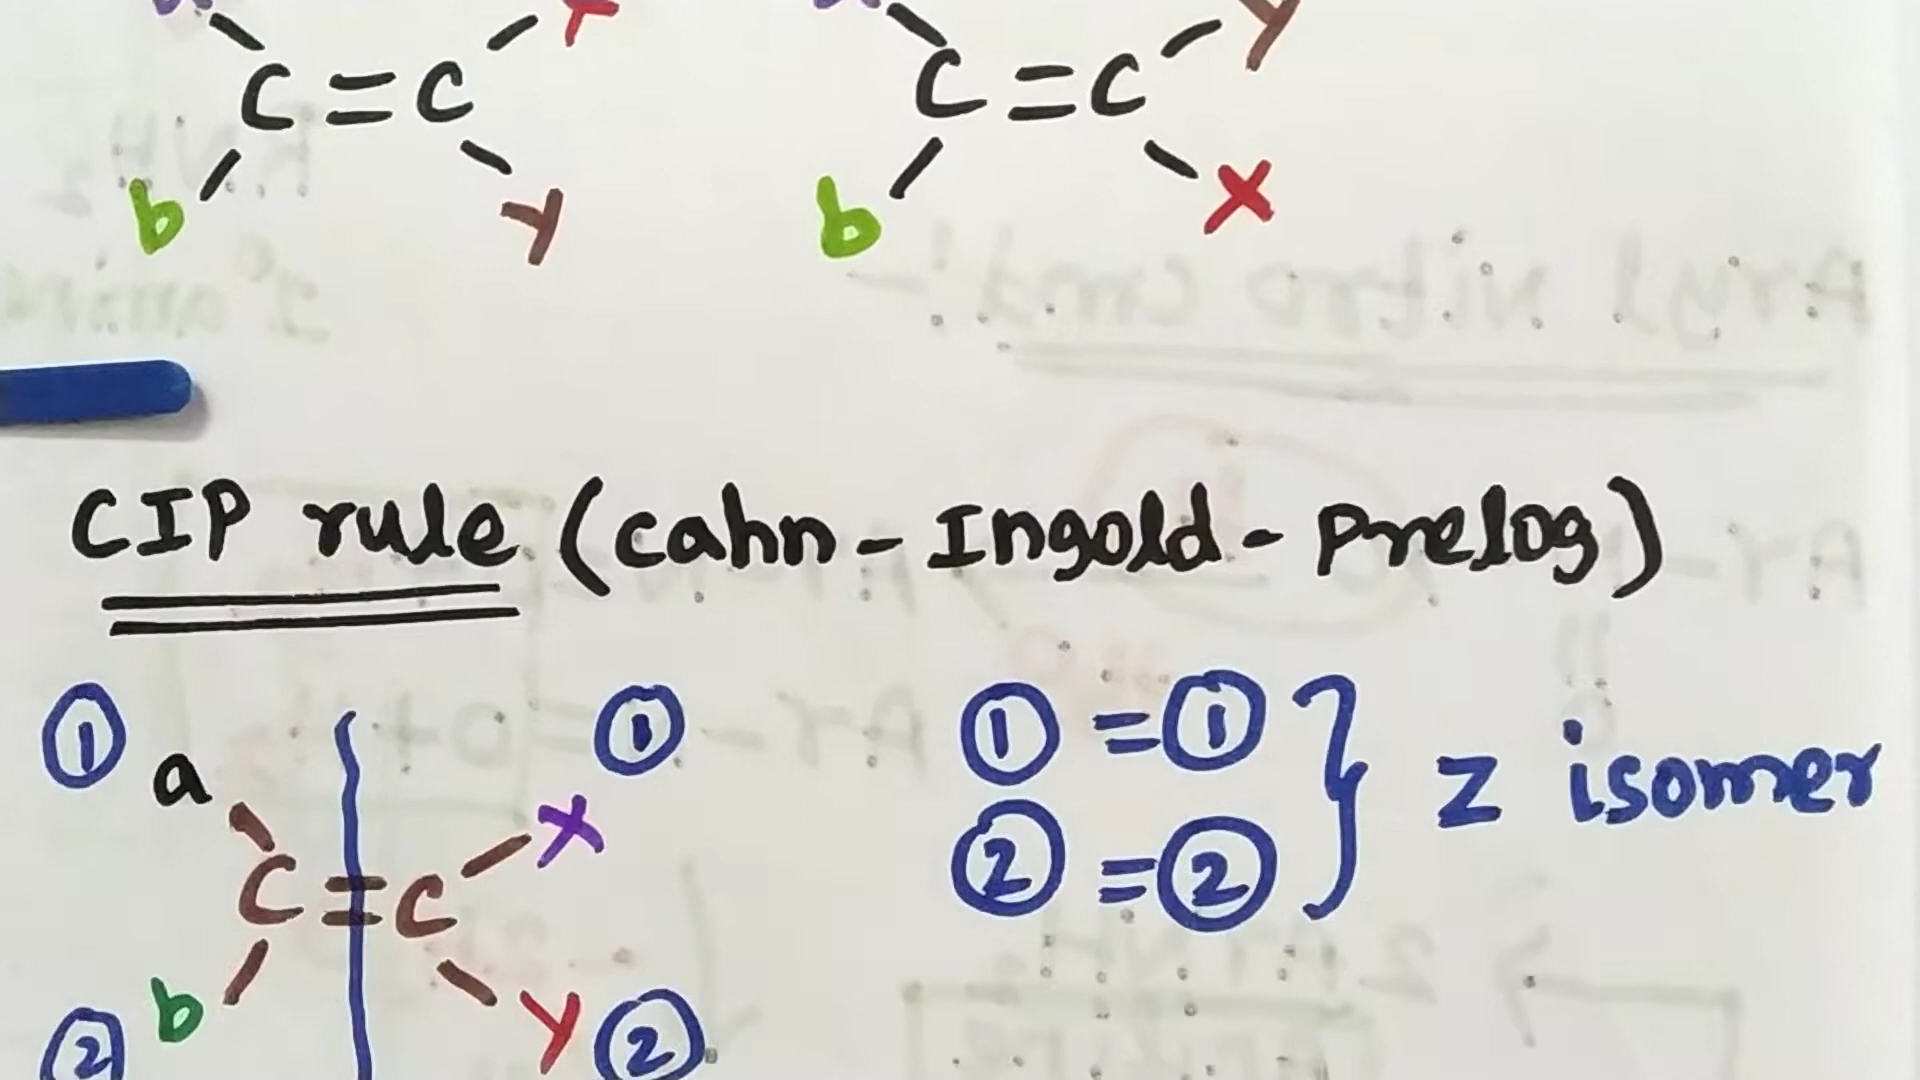 C=C C=C
b y b x
CIP rule (cahn-Ingold-Prelog)
① a x ① ①=①} Z isomer
C=C ②=②
② b y ②